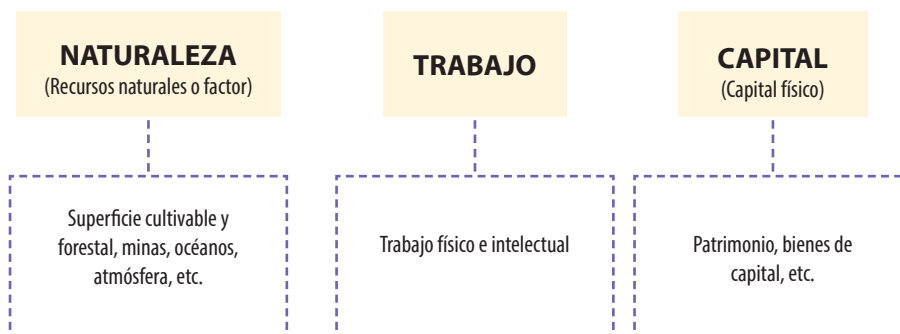 NATURALEZA
(Recursos naturales o factor)
Superficie cultivable y
forestal, minas, océanos,
atmósfera, etc.
TRABAJO
Trabajo físico e intelectual
CAPITAL
(Capital físico)
Patrimonio, bienes de
capital, etc.